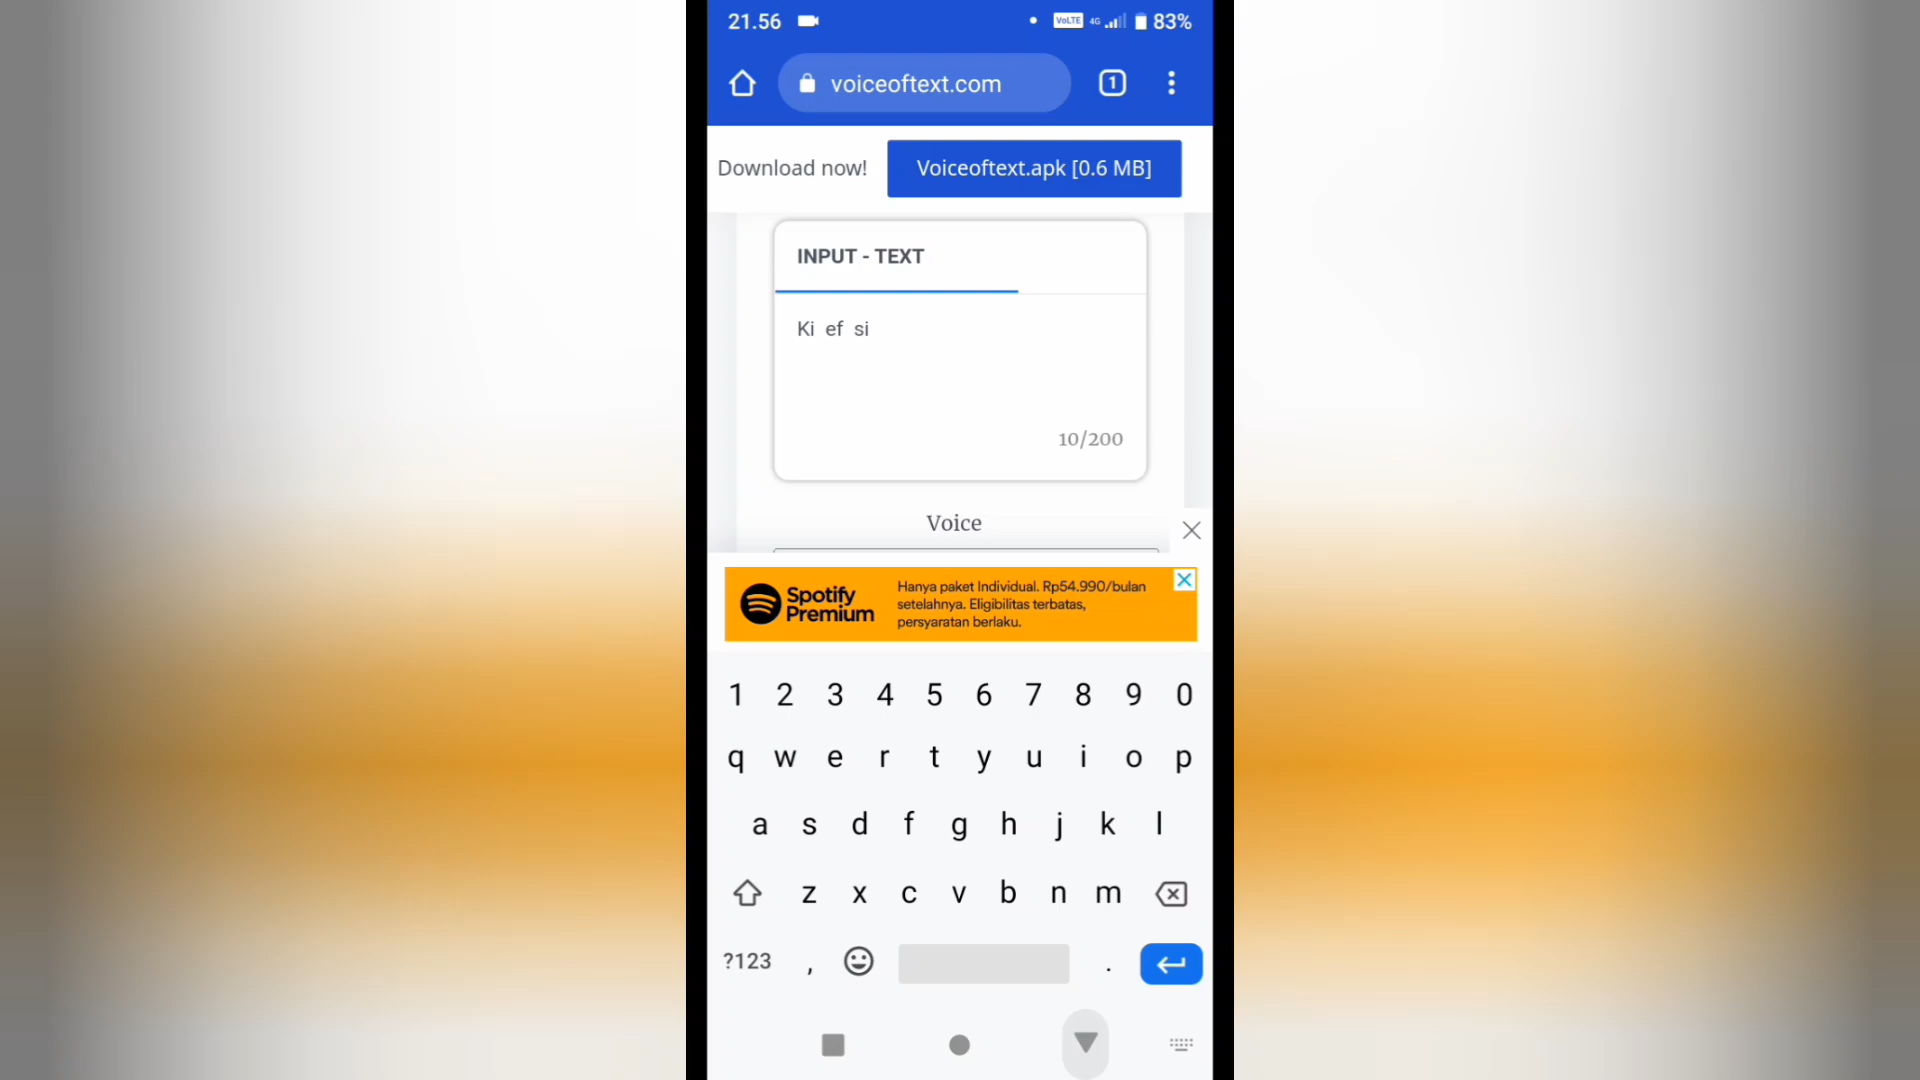 21.56 VoLTE 4G 83%
voiceoftext.com 1
Download now! Voiceoftext.apk [0.6 MB]
INPUT - TEXT
Ki  ef  si
10/200
Voice
Spotify Premium
Hanya paket Individual. Rp54.990/bulan
setelahnya. Eligibilitas terbatas,
persyaratan berlaku.
1 2 3 4 5 6 7 8 9 0
q w e r t y u i o p
a s d f g h j k l
z x c v b n m
?123 , .